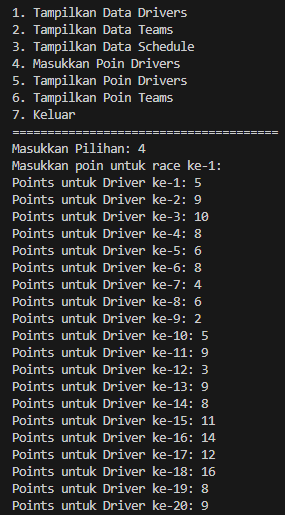 1. Tampilkan Data Drivers
2. Tampilkan Data Teams
3. Tampilkan Data Schedule
4. Masukkan Poin Drivers
5. Tampilkan Poin Drivers
6. Tampilkan Poin Teams
7. Keluar
======================================
Masukkan Pilihan: 4
Masukkan poin untuk race ke-1:
Points untuk Driver ke-1: 5
Points untuk Driver ke-2: 9
Points untuk Driver ke-3: 10
Points untuk Driver ke-4: 8
Points untuk Driver ke-5: 6
Points untuk Driver ke-6: 8
Points untuk Driver ke-7: 4
Points untuk Driver ke-8: 6
Points untuk Driver ke-9: 2
Points untuk Driver ke-10: 5
Points untuk Driver ke-11: 9
Points untuk Driver ke-12: 3
Points untuk Driver ke-13: 9
Points untuk Driver ke-14: 8
Points untuk Driver ke-15: 11
Points untuk Driver ke-16: 14
Points untuk Driver ke-17: 12
Points untuk Driver ke-18: 16
Points untuk Driver ke-19: 8
Points untuk Driver ke-20: 9